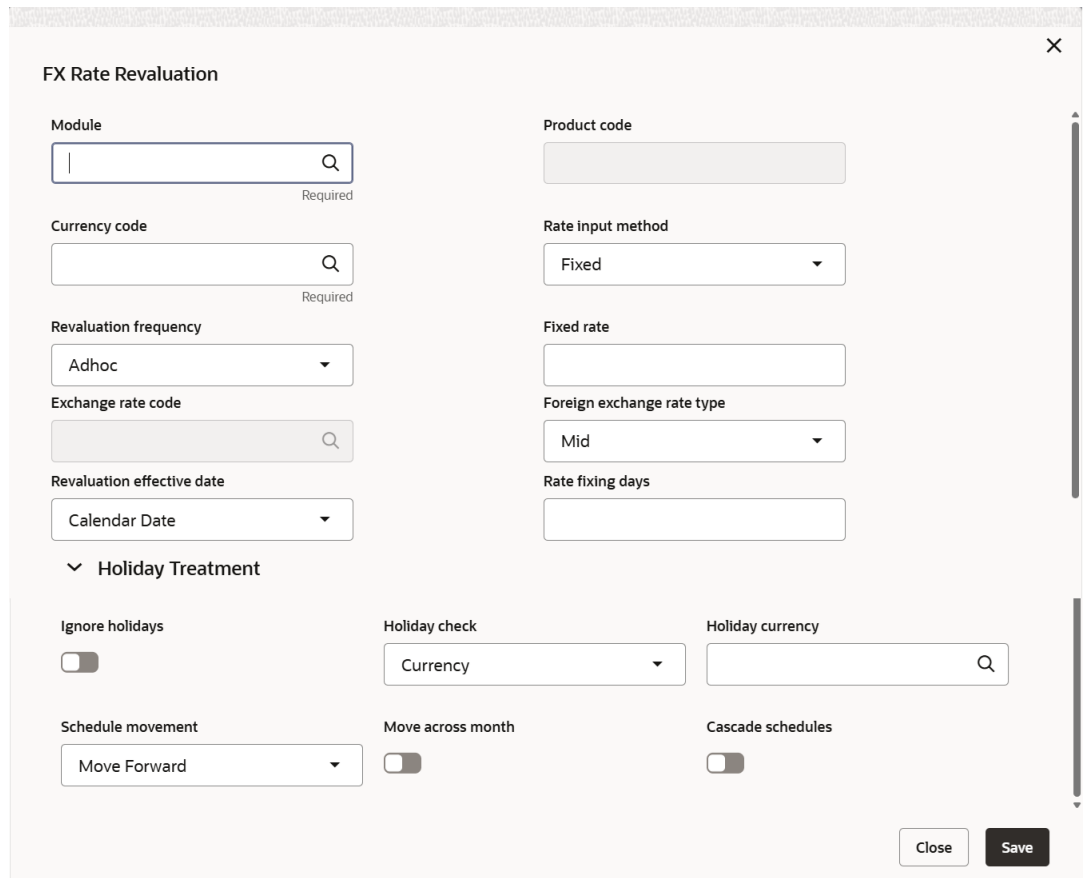 FX Rate Revaluation
Module
Product code
Required
Currency code
Rate input method
Fixed
Required
Revaluation frequency
Fixed rate
Adhoc
Exchange rate code
Foreign exchange rate type
Mid
Revaluation effective date
Rate fixing days
Calendar Date
Holiday Treatment
Ignore holidays
Holiday check
Holiday currency
Currency
Schedule movement
Move across month
Cascade schedules
Move Forward
Close
Save